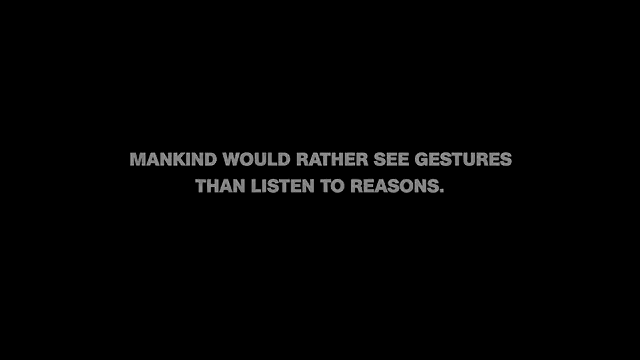 MANKIND WOULD RATHER SEE GESTURES
THAN LISTEN TO REASONS.